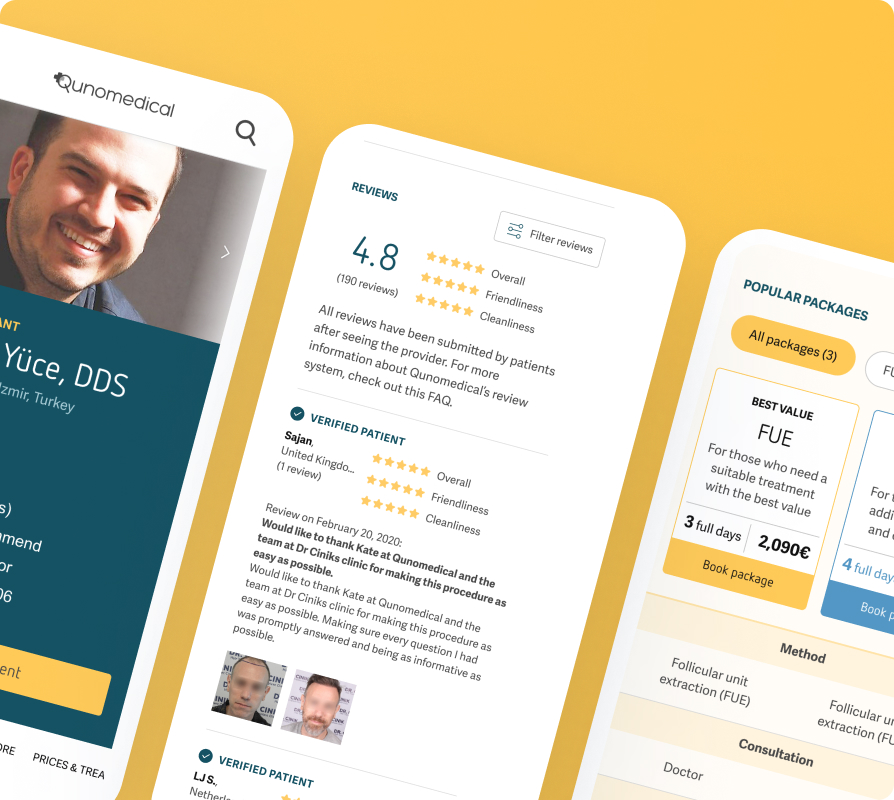 Qunomedical
ANT
Yüce, DDS
Izmir, Turkey
s)
mmend
or
06
ent
ORE
PRICES & TREA
REVIEWS
Filter reviews
4.8
(190 reviews)
Overall
Friendliness
Cleanliness
All reviews have been submitted by patients
after seeing the provider. For more
information about Qunomedical's review
system, check out this FAQ.
VERIFIED PATIENT
Sajan,
United Kingdo...
(1 review)
Overall
Friendliness
Cleanliness
Review on February 20, 2020:
Would like to thank Kate at Qunomedical and the
team at Dr Ciniks clinic for making this procedure as
easy as possible.
Would like to thank Kate at Qunomedical and the
team at Dr Ciniks clinic for making this procedure as
easy as possible. Making sure every question I had
was promptly answered and being as informative as
possible.
VERIFIED PATIENT
LJ S.,
Netherla
POPULAR PACKAGES
All packages (3)
FU
BEST VALUE
FUE
For those who need a
suitable treatment
with the best value
3 full days
2,090€
Book package
For t
addi
and
4 full day
Book p
Method
Follicular unit
extraction (FUE)
Follicular un
extraction (FU
Consultation
Doctor